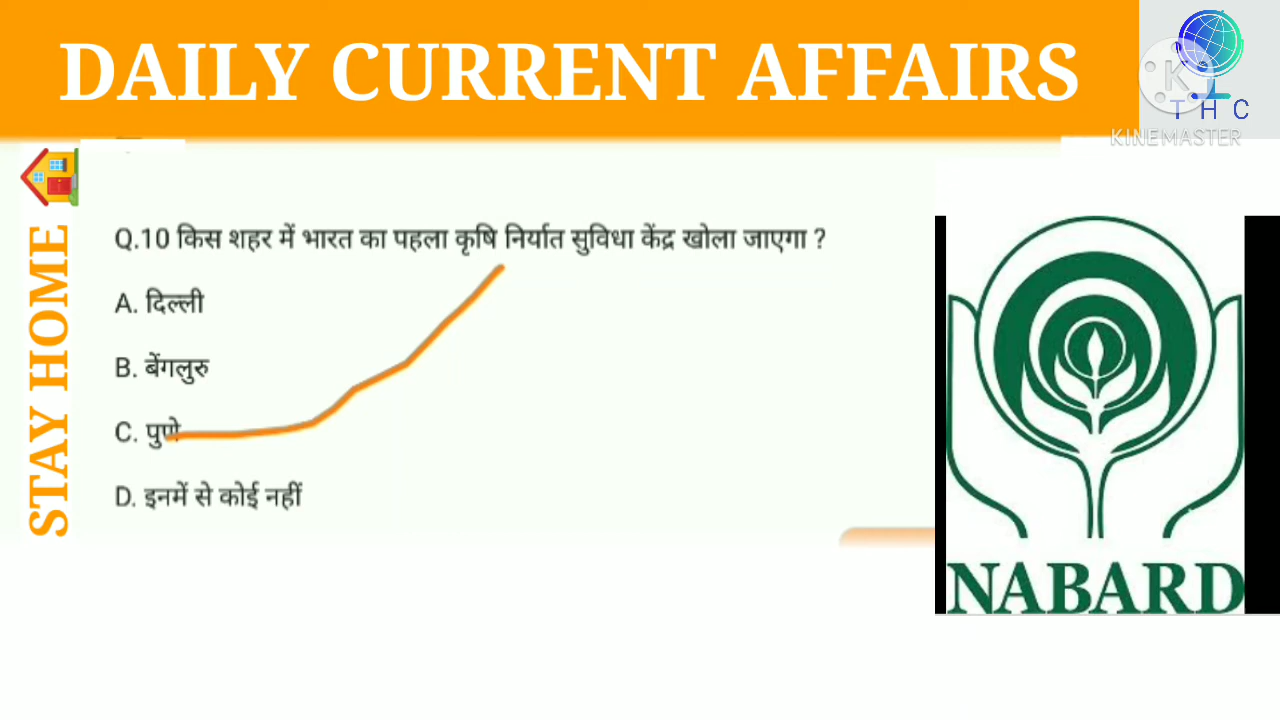 DAILY CURRENT AFFAIRS
T H C
KINEMASTER
STAY HOME
Q.10 किस शहर में भारत का पहला कृषि निर्यात सुविधा केंद्र खोला जाएगा ?
A. दिल्ली
B. बेंगलुरु
C. पुणे
D. इनमें से कोई नहीं
NABARD